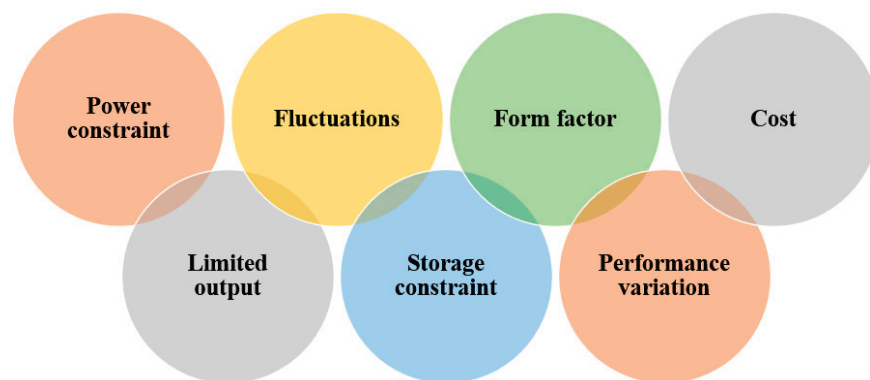 Power
constraint
Fluctuations
Form factor
Cost
Limited
output
Storage
constraint
Performance
variation